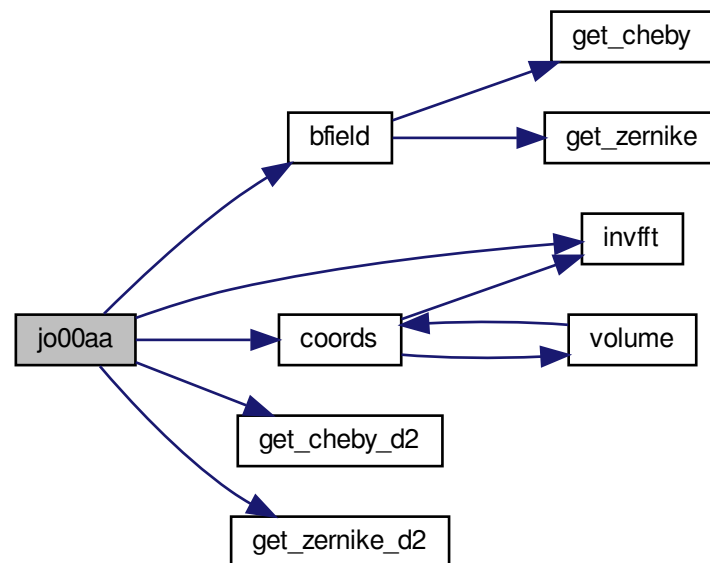 get_cheby
bfield
get_zernike
invfft
jo00aa
coords
volume
get_cheby_d2
get_zernike_d2